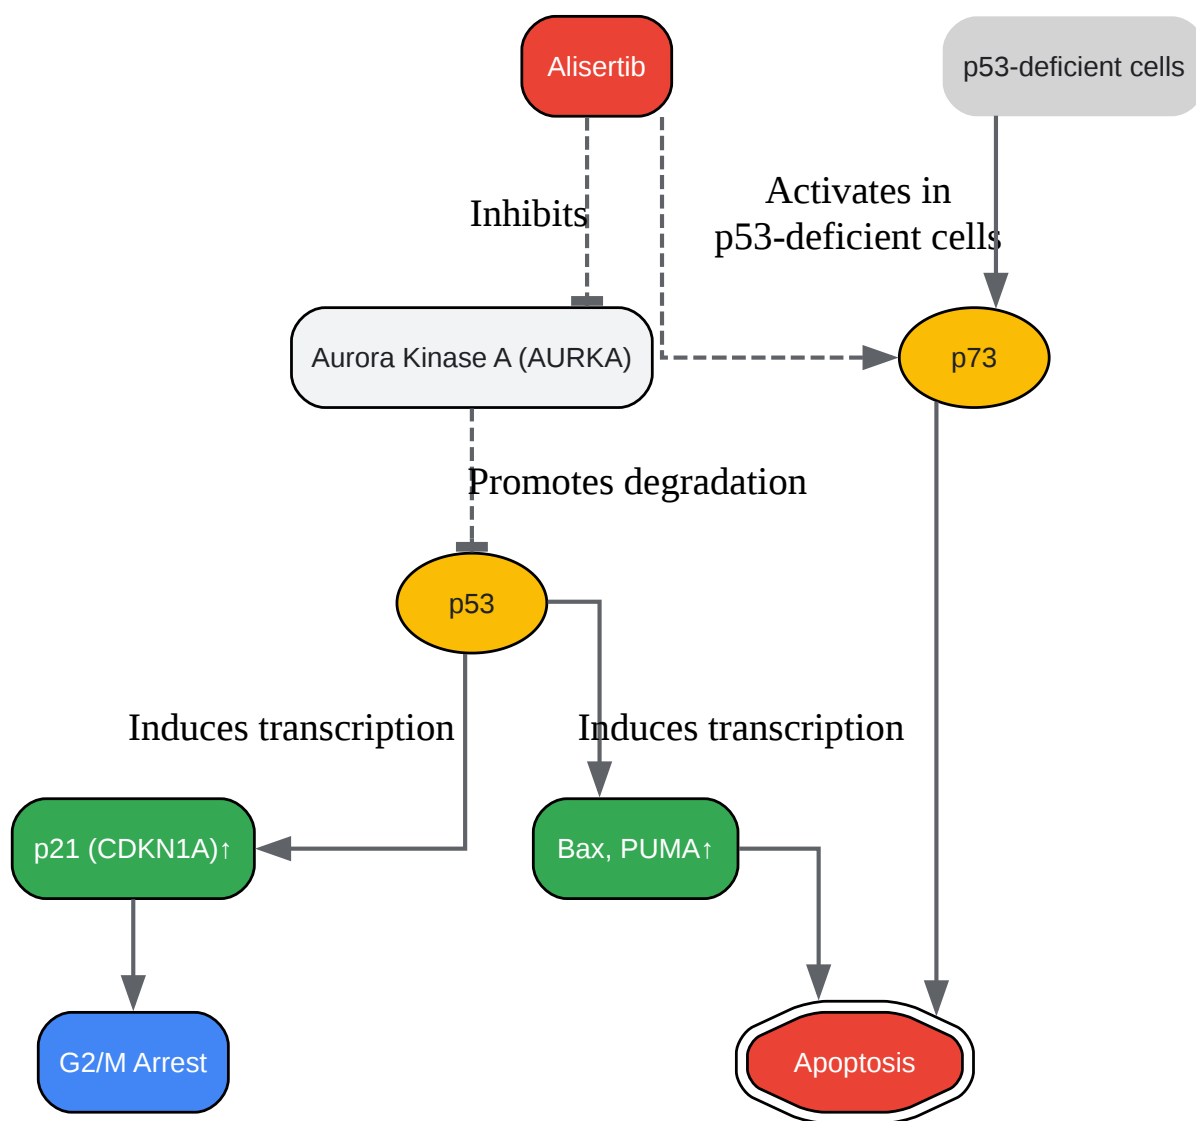 Alisertib
p53-deficient cells
Inhibits
Activates in
p53-deficient cells
Aurora Kinase A (AURKA)
p73
Promotes degradation
p53
Induces transcription
Induces transcription
p21 (CDKN1A)↑
Bax, PUMA↑
G2/M Arrest
Apoptosis